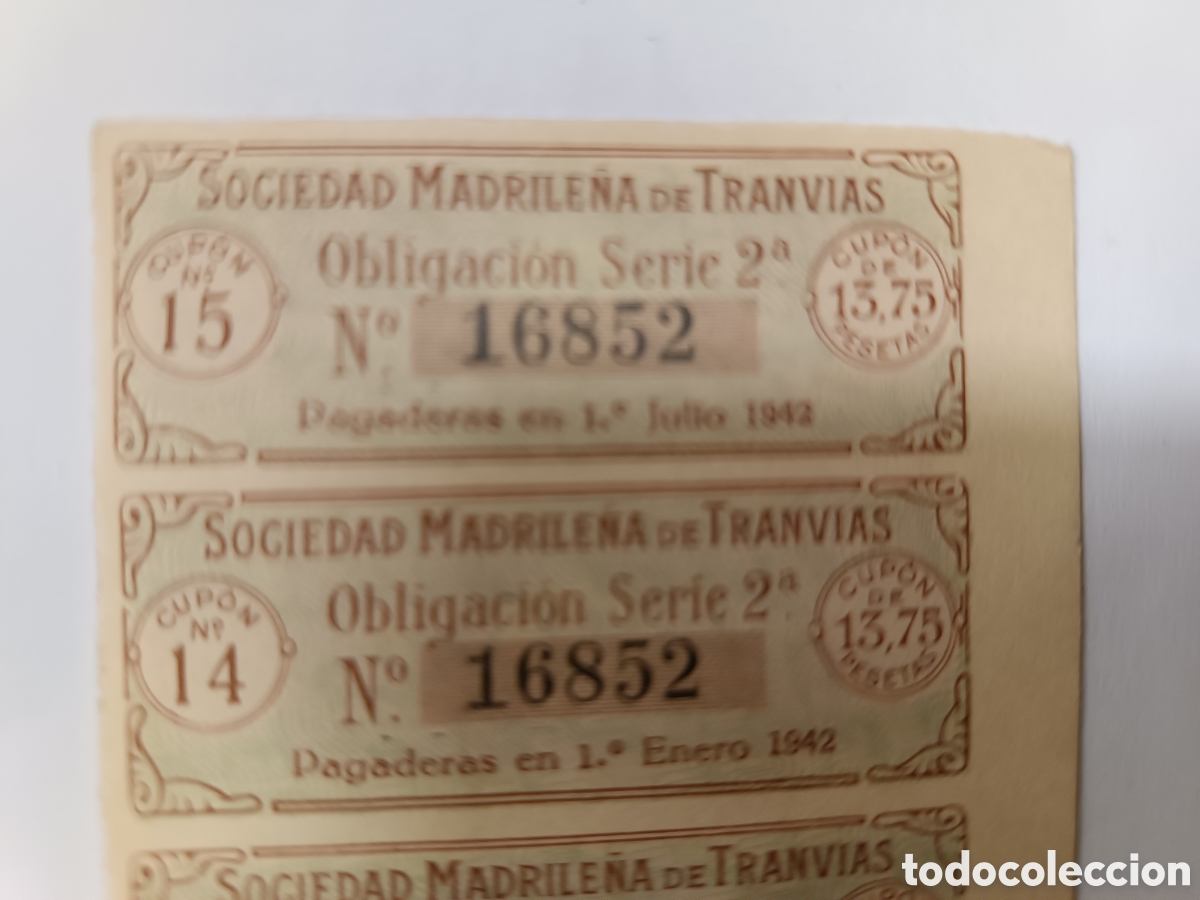 SOCIEDAD MADRILEÑA DE TRANVIAS
CUPÓN
Nº
15
Obligación Serie 2ª
Nº. 16852
CUPÓN
DE
13,75
PESETAS
Pagaderas en 1.º Julio 1942
SOCIEDAD MADRILEÑA DE TRANVIAS
CUPÓN
Nº
14
Obligación Serie 2ª
Nº. 16852
CUPÓN
DE
13,75
PESETAS
Pagaderas en 1.º Enero 1942
SOCIEDAD MADRILEÑA DE TRANVIAS
todocoleccion